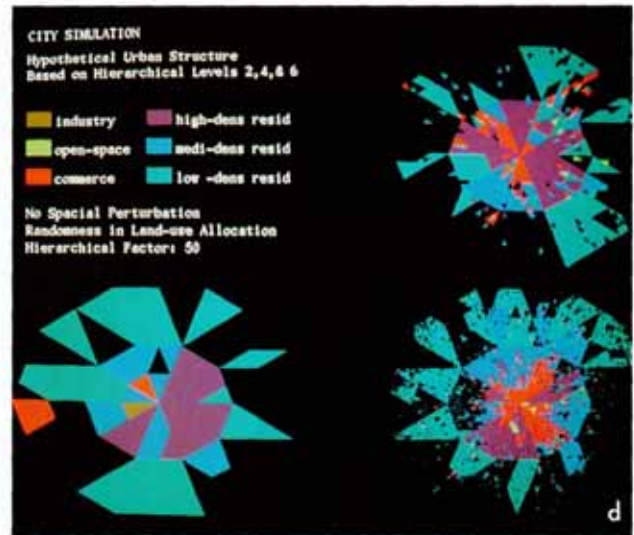 CITY SIMULATION
Hypothetical Urban Structure
Based on Hierarchical Levels 2,4,& 6
industry
high-dens resid
open-space
medi-dens resid
commerce
low -dens resid
No Spacial Perturbation
Randomness in Land-use Allocation
Hierarchical Factor: 50
d